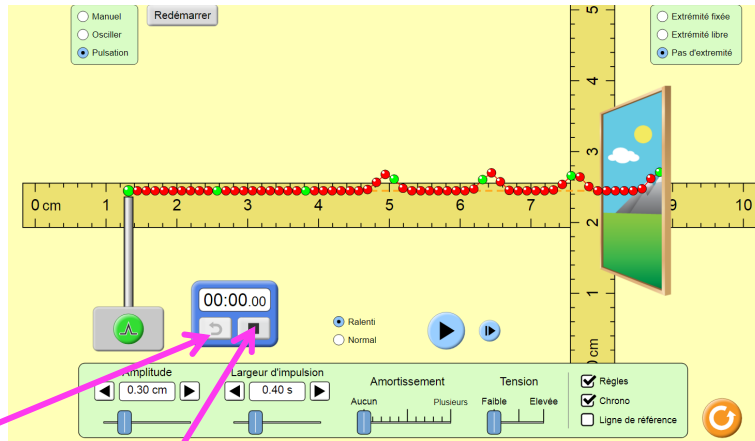 Manuel
Osciller
Pulsation
Redémarrer
Extrémité fixée
Extrémité libre
Pas d'extremité
5
4
3
2
1
0 cm
0 cm 1 2 3 4 5 6 7 9 10
00:00.00
Ralenti
Normal
Amplitude
0.30 cm
Largeur d'impulsion
0.40 s
Amortissement
Aucun Plusieurs
Tension
Faible Elevée
Règles
Chrono
Ligne de référence